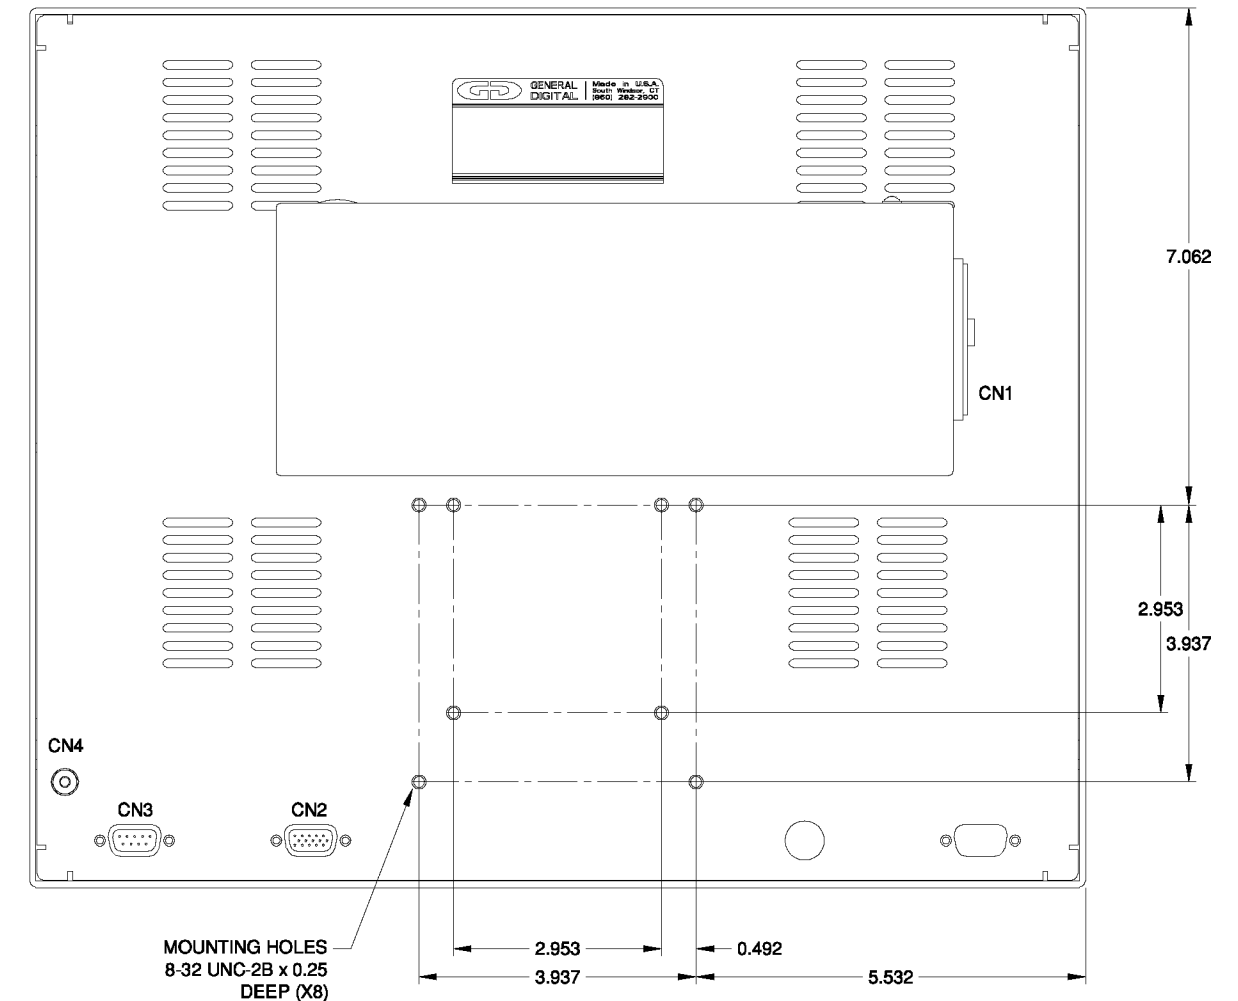 GENERAL
DIGITAL
Made in U.S.A.
South Windsor, CT
(860) 282-2900
7.062
CN1
2.953
3.937
CN4
CN3
CN2
MOUNTING HOLES
8-32 UNC-2B x 0.25
DEEP (X8)
2.953
0.492
3.937
5.532